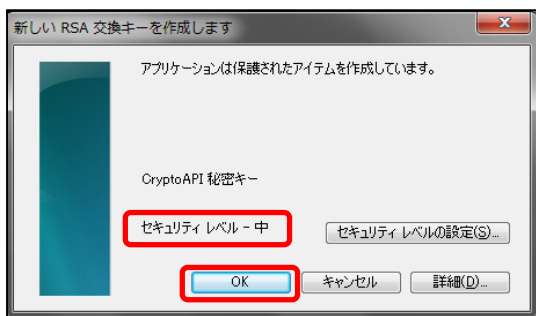 新しい RSA 交換キーを作成します
アプリケーションは保護されたアイテムを作成しています。
CryptoAPI 秘密キー
セキュリティ レベル - 中
セキュリティ レベルの設定(S)...
OK
キャンセル
詳細(D)...